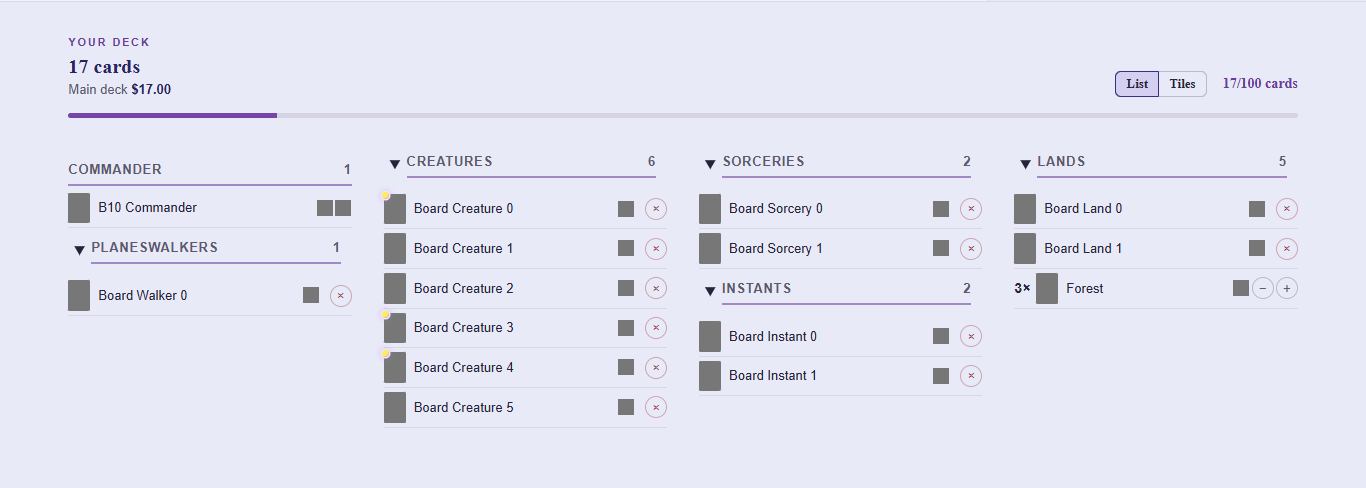 YOUR DECK
17 cards
Main deck $17.00
List Tiles 17/100 cards
COMMANDER 1
B10 Commander
PLANESWALKERS 1
Board Walker 0 ×
CREATURES 6
Board Creature 0 ×
Board Creature 1 ×
Board Creature 2 ×
Board Creature 3 ×
Board Creature 4 ×
Board Creature 5 ×
SORCERIES 2
Board Sorcery 0 ×
Board Sorcery 1 ×
INSTANTS 2
Board Instant 0 ×
Board Instant 1 ×
LANDS 5
Board Land 0 ×
Board Land 1 ×
3× Forest − +